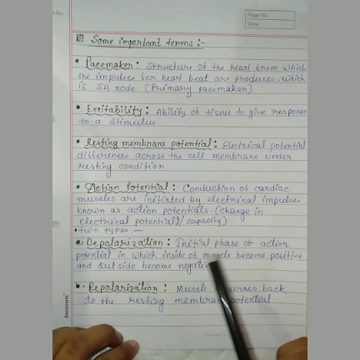 Page No :
Date :
Some important terms :-
• Pacemaker : Structure of the heart from which
the impulses for heart beat are produces, which
is SA node (Primary pacemaker)
• Excitability : Ability of tissue to give response
to a stimulus
• Resting membrane potential : Electrical potential
differences across the cell membrane under
resting condition
• Action Potential : Conduction of cardiac
muscles are initiated by electrical impulse
known as action potentials (change in
electrical potential / capacity)
• two types —
a. Depolarization : Initial phase of action
potential in which inside of muscle become positive
and outside become negative
b. Repolarization : Muscle reverses back
to the resting membrane potential